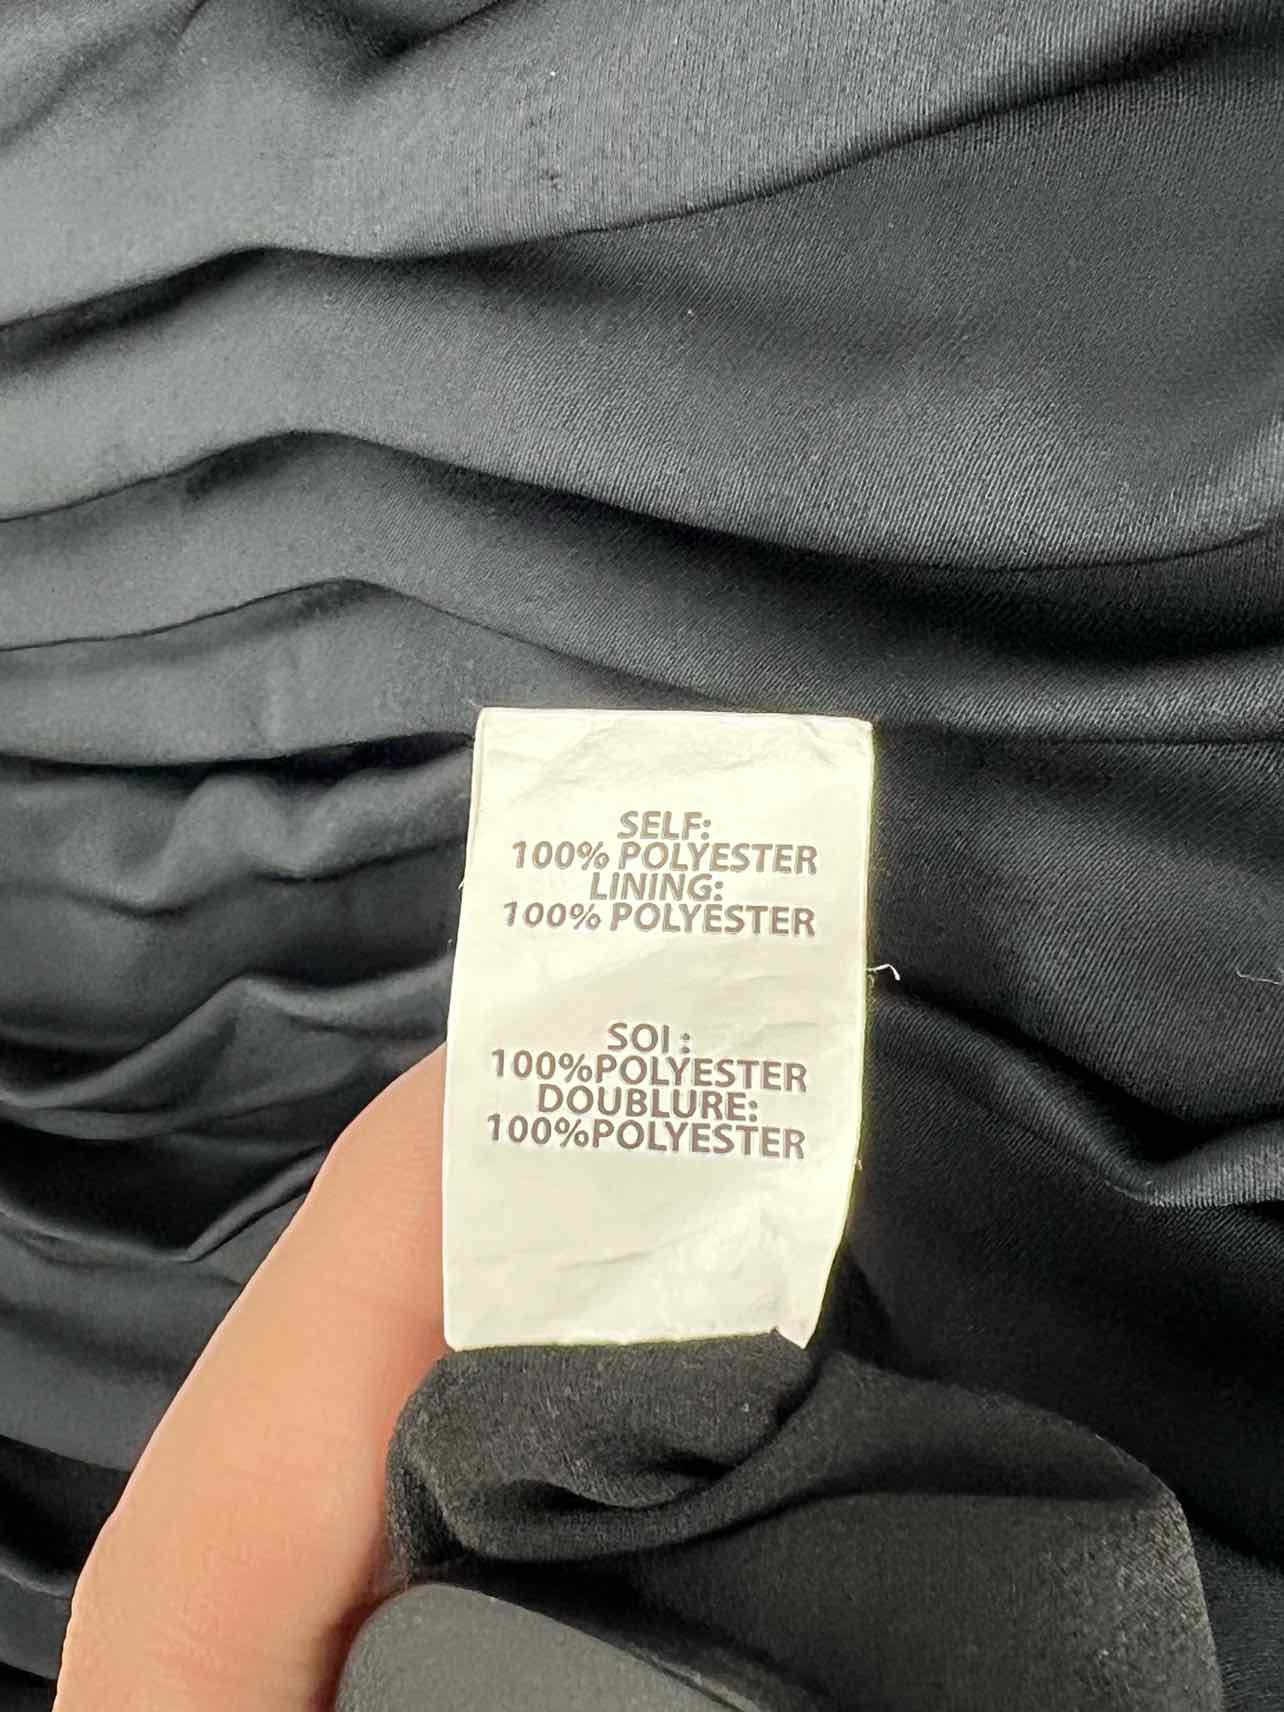 SELF:
100% POLYESTER
LINING:
100% POLYESTER
SOI :
100%POLYESTER
DOUBLURE:
100%POLYESTER